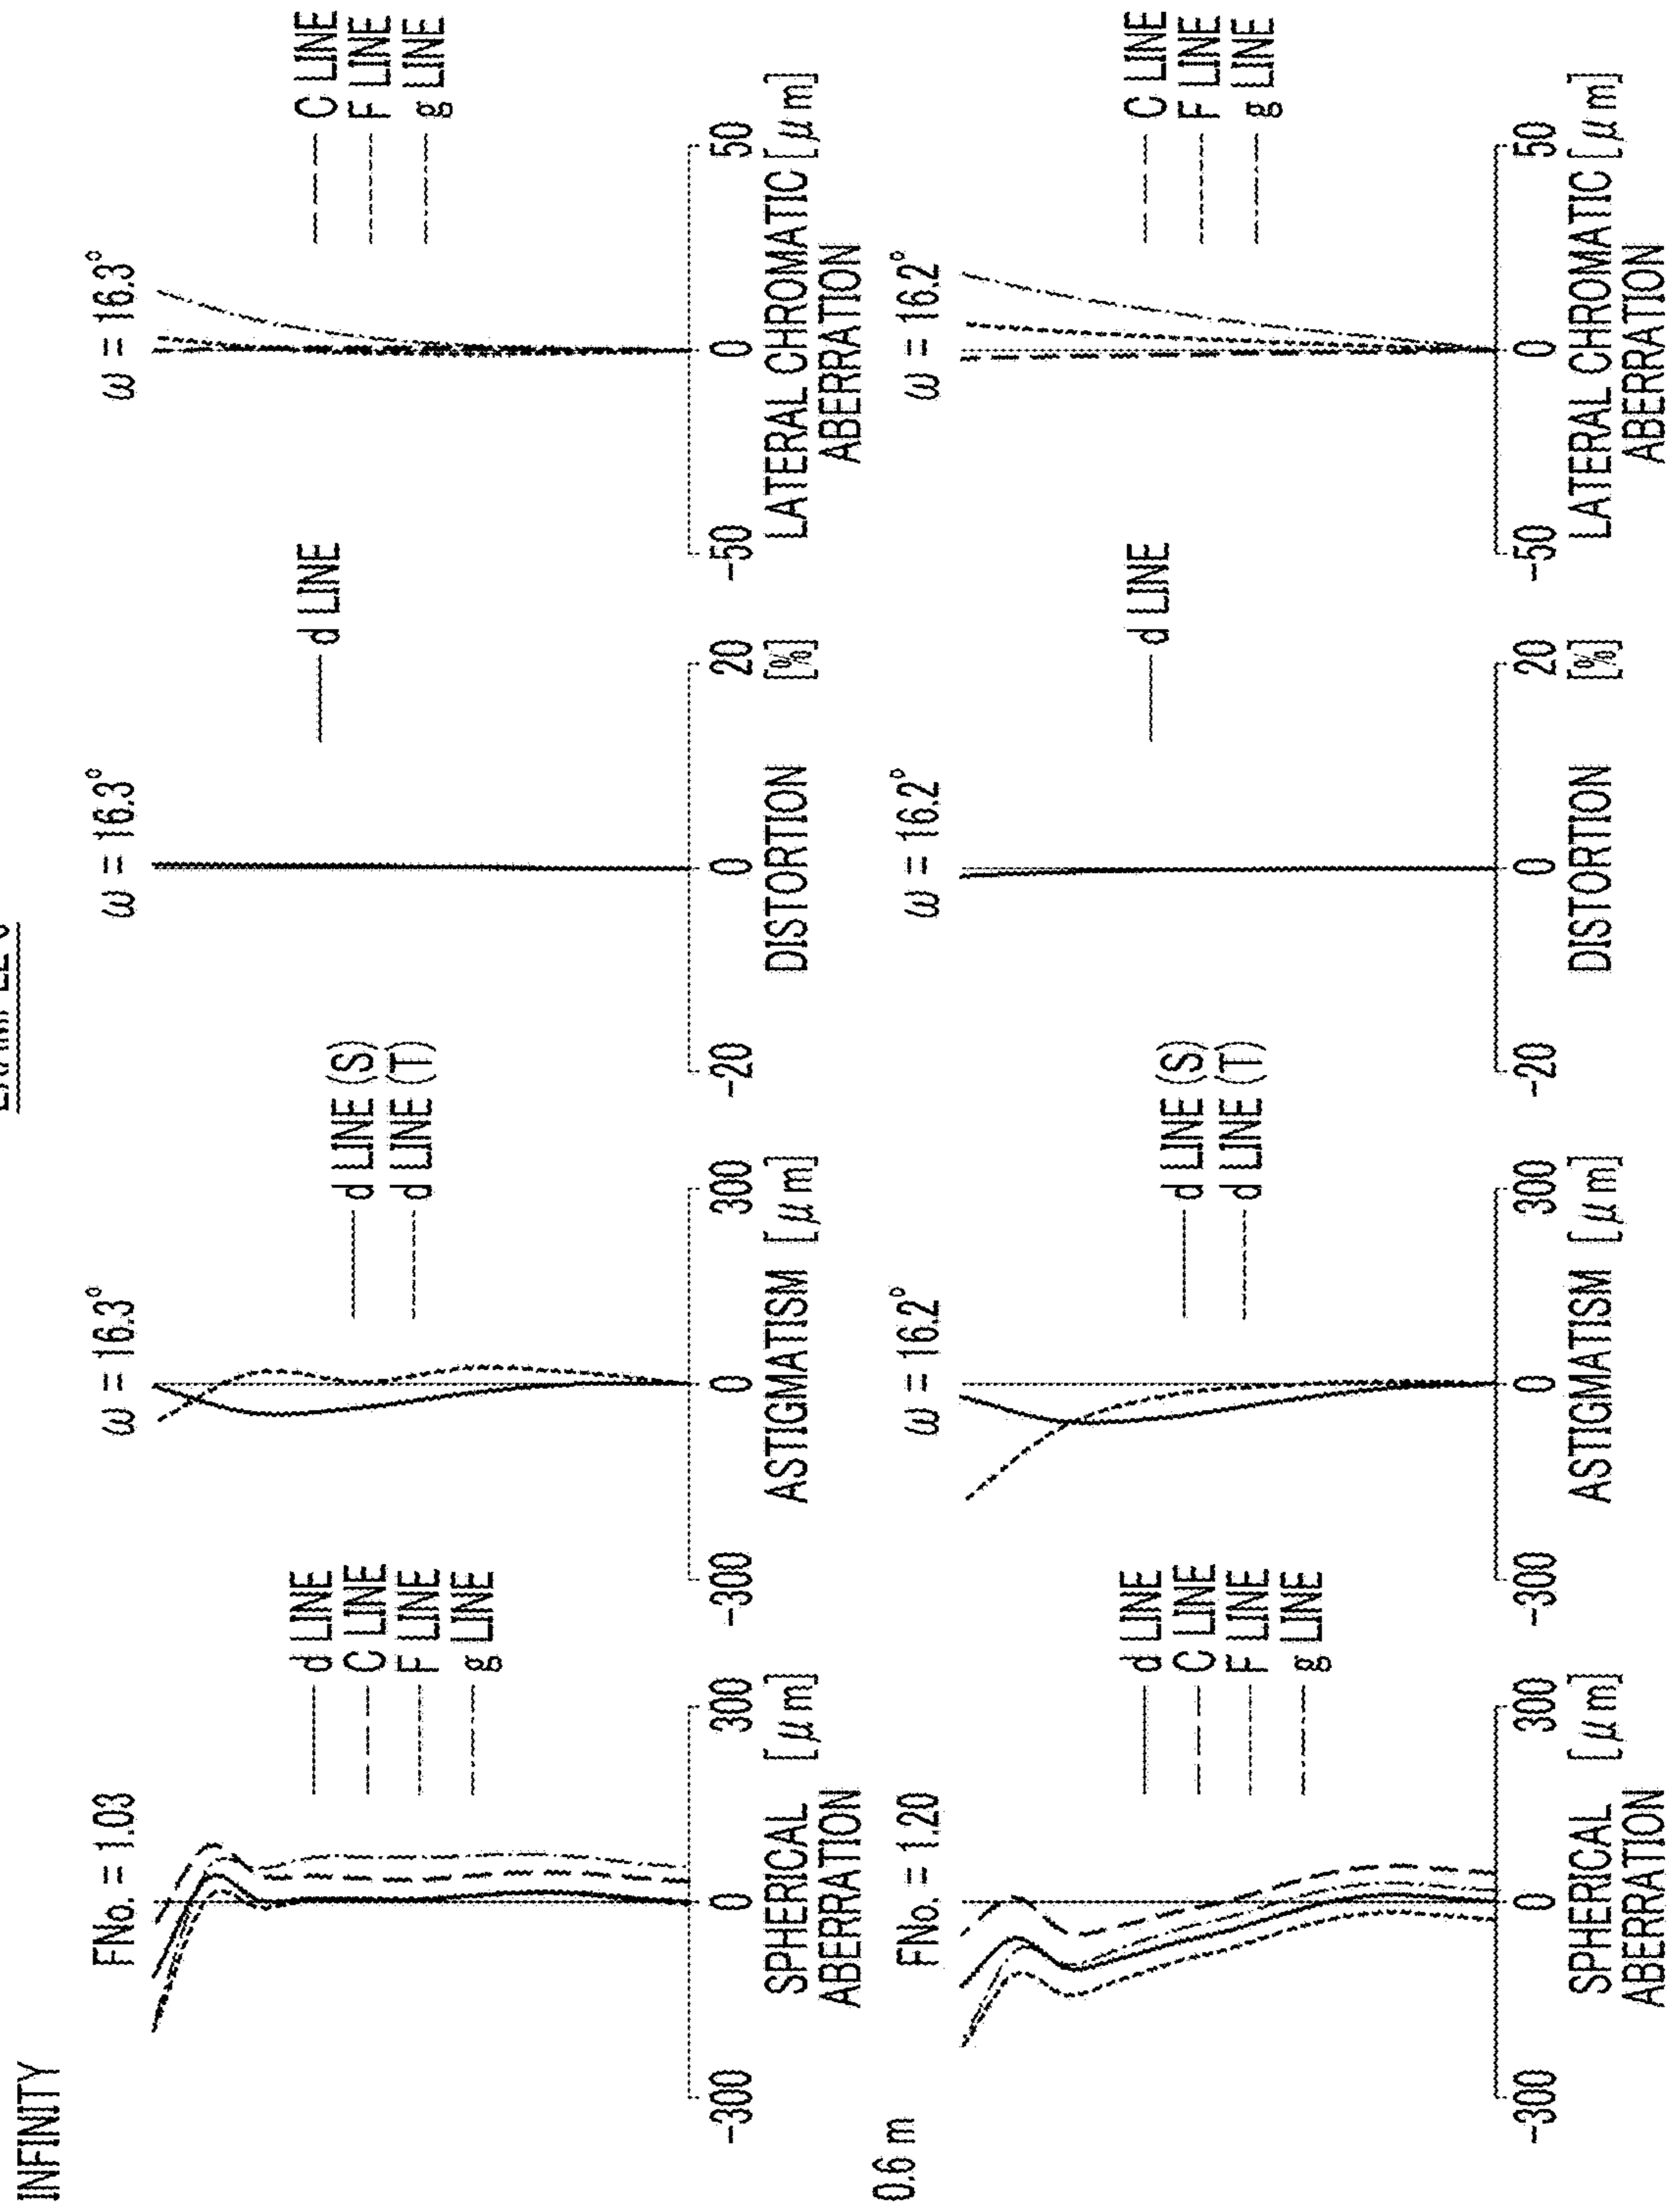 INFINITY
FNo. = 1.03
d LINE
C LINE
F LINE
g LINE
-300
0
300
SPHERICAL [μm]
ABERRATION
ω = 16.3°
d LINE (S)
d LINE (T)
-300
0
300
ASTIGMATISM [μm]
ω = 16.3°
d LINE
-20
0
20
DISTORTION [%]
ω = 16.3°
C LINE
F LINE
g LINE
-50
0
50
LATERAL CHROMATIC [μm]
ABERRATION
0.6 m
FNo. = 1.20
d LINE
C LINE
F LINE
g LINE
-300
0
300
SPHERICAL [μm]
ABERRATION
ω = 16.2°
d LINE (S)
d LINE (T)
-300
0
300
ASTIGMATISM [μm]
ω = 16.2°
d LINE
-20
0
20
DISTORTION [%]
ω = 16.2°
C LINE
F LINE
g LINE
-50
0
50
LATERAL CHROMATIC [μm]
ABERRATION